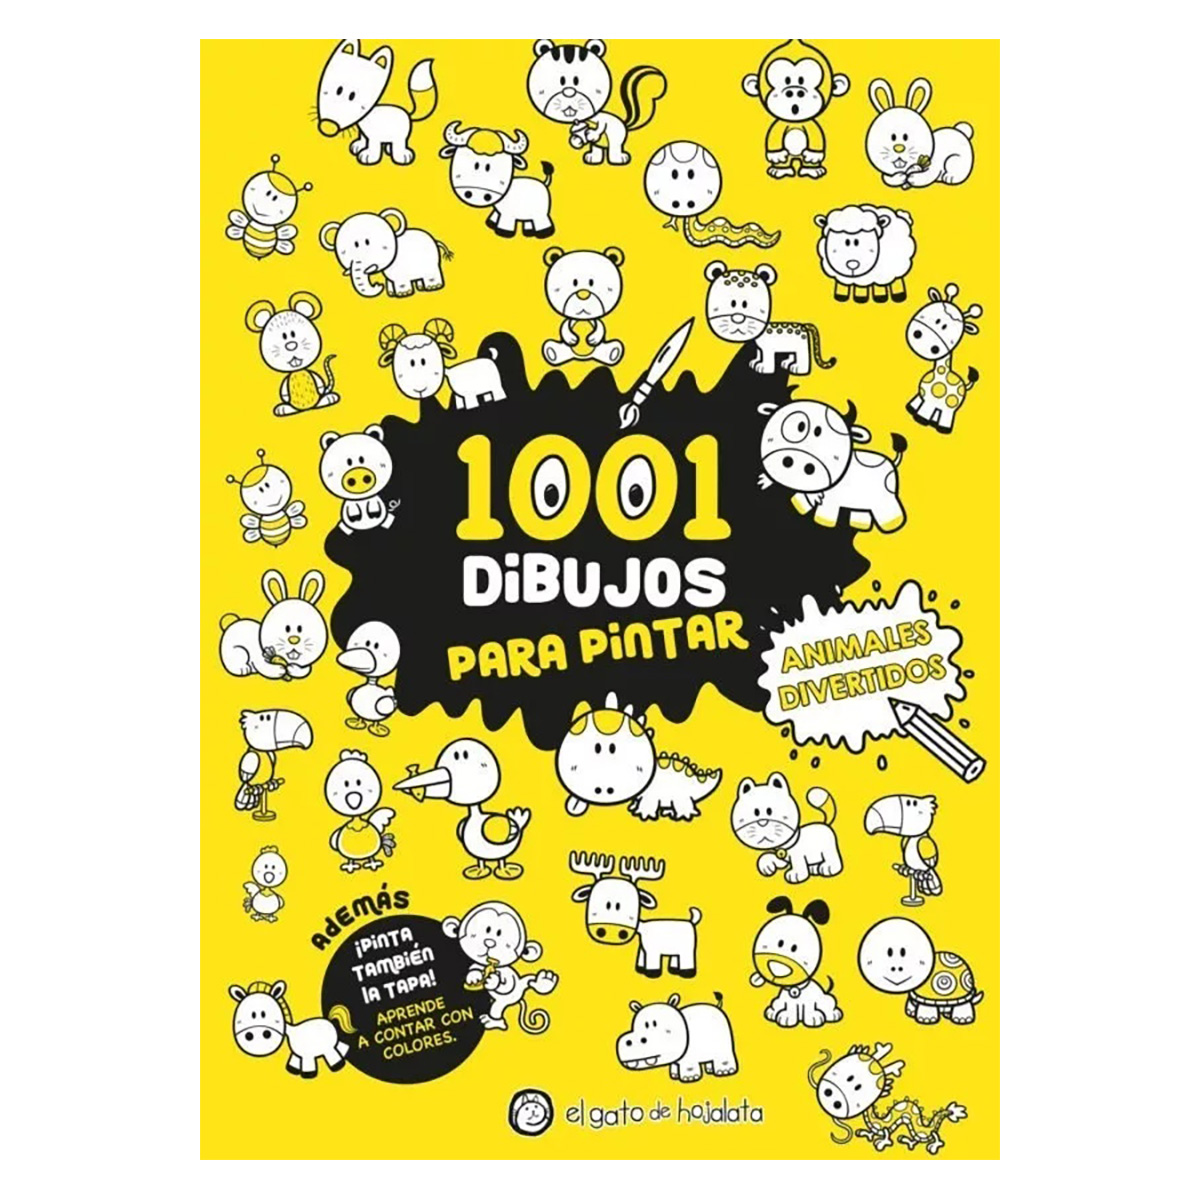 1001
DiBUJOS
PARA PiNTAR
ANIMALES
DIVERTIDOS
AdEMÁS
¡PiNTA
TAMBiÉN
lA TAPA!
APRENDE
A CONTAR CON
COLORES.
el gato de hojalata